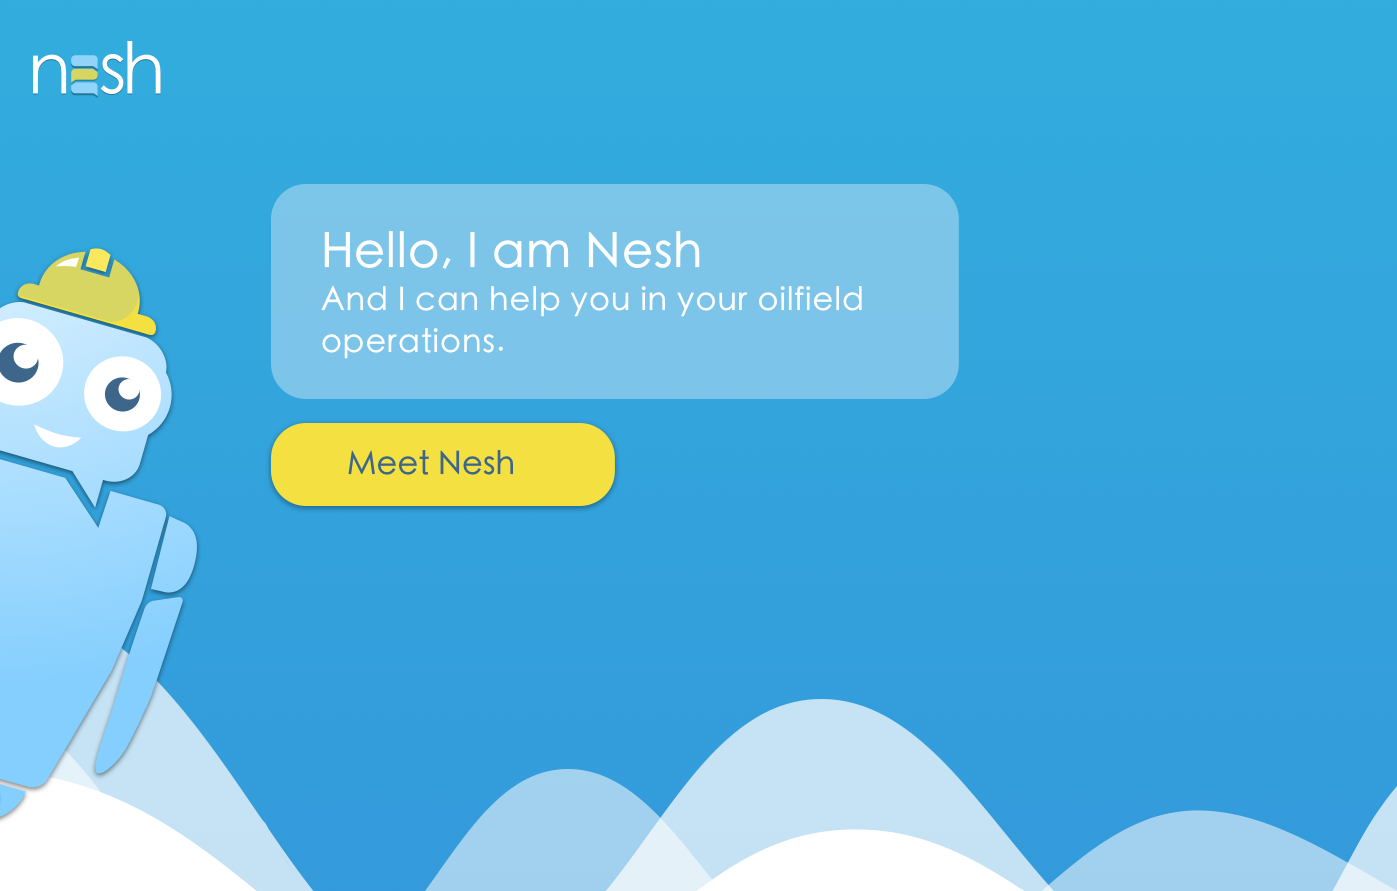 nesh
Hello, I am Nesh
And I can help you in your oilfield
operations.
Meet Nesh